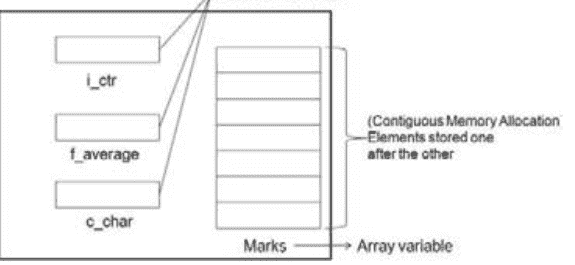 i_ctr
f_average
c_char
(Contiguous Memory Allocation
Elements stored one
after the other
Marks
Array variable